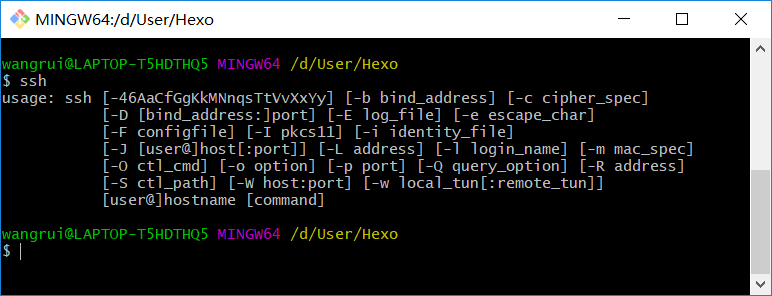 MINGW64:/d/User/Hexo
wangrui@LAPTOP-T5HDTHQ5 MINGW64 /d/User/Hexo
$ ssh
usage: ssh [-46AaCfGgKkMNnqsTtVvXxYy] [-b bind_address] [-c cipher_spec]
           [-D [bind_address:]port] [-E log_file] [-e escape_char]
           [-F configfile] [-I pkcs11] [-i identity_file]
           [-J [user@]host[:port]] [-L address] [-l login_name] [-m mac_spec]
           [-O ctl_cmd] [-o option] [-p port] [-Q query_option] [-R address]
           [-S ctl_path] [-W host:port] [-w local_tun[:remote_tun]]
           [user@]hostname [command]
wangrui@LAPTOP-T5HDTHQ5 MINGW64 /d/User/Hexo
$